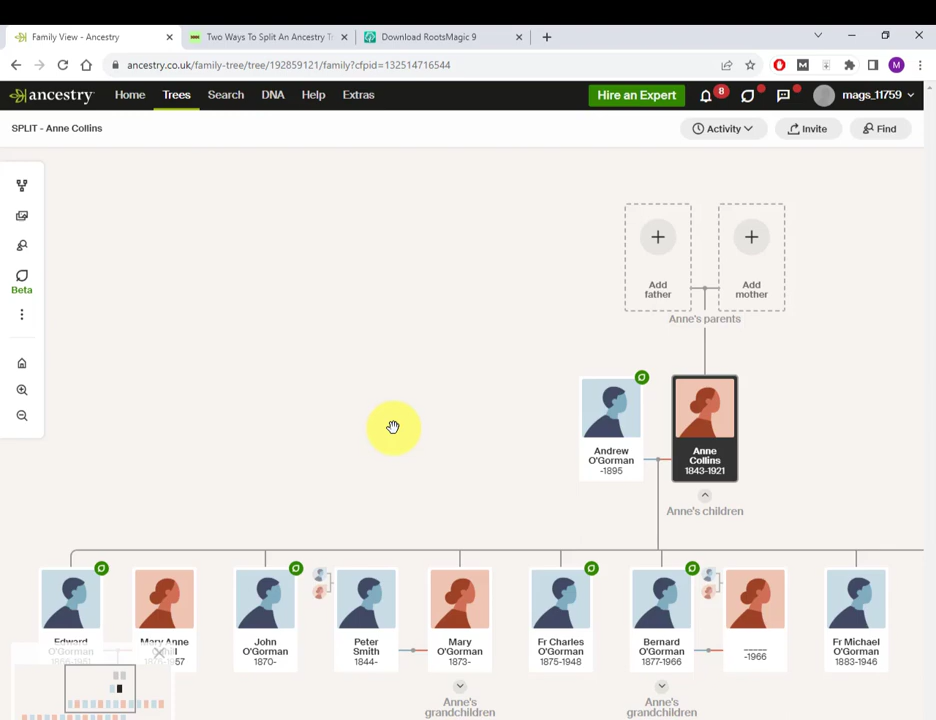 Family View - Ancestry
Two Ways To Split An Ancestry T
Download RootsMagic 9
ancestry.co.uk/family-tree/tree/192859121/family?cfpid=132514716544
M
ancestry
Home
Trees
Search
DNA
Help
Extras
Hire an Expert
8
mags_11759
SPLIT - Anne Collins
Activity
Invite
Find
Beta
Add
father
Add
mother
Anne's parents
Andrew
O'Gorman
-1895
Anne
Collins
1843-1921
Anne's children
Edward
O'Gorman
Mary Anne
John
O'Gorman
1870-
Peter
Smith
1844-
Mary
O'Gorman
1873-
Fr Charles
O'Gorman
1875-1948
Bernard
O'Gorman
1877-1966
-1966
Fr Michael
O'Gorman
1883-1946
Anne's
grandchildren
Anne's
grandchildren